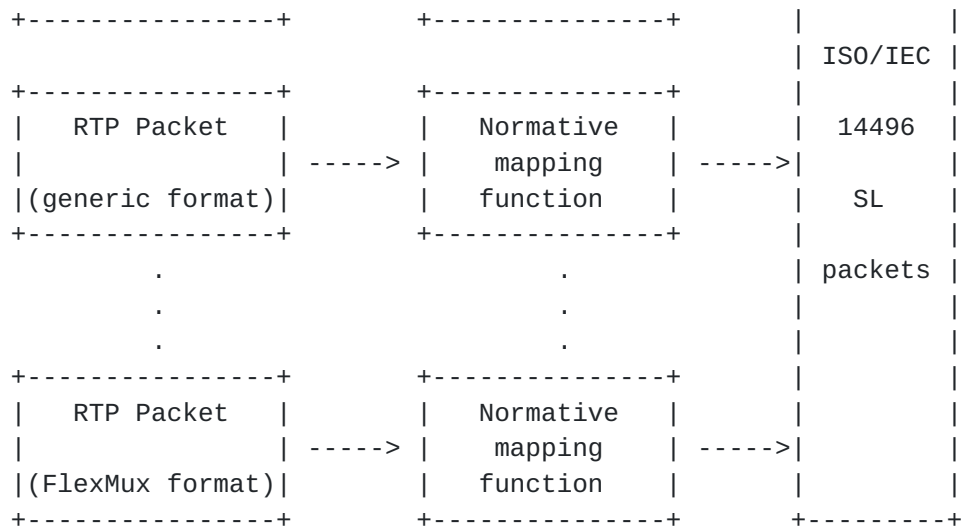 +----------------+        +---------------+       |         |
                                                  | ISO/IEC |
+----------------+        +---------------+       |         |
|   RTP Packet   |        |   Normative   |       |  14496  |
|                | -----> |    mapping    | ----->|         |
|(generic format)|        |   function    |       |   SL    |
+----------------+        +---------------+       |         |
         .                        .               | packets |
         .                        .               |         |
         .                        .               |         |
+----------------+        +---------------+       |         |
|   RTP Packet   |        |   Normative   |       |         |
|                | -----> |    mapping    | ----->|         |
|(FlexMux format)|        |   function    |       |         |
+----------------+        +---------------+       +---------+